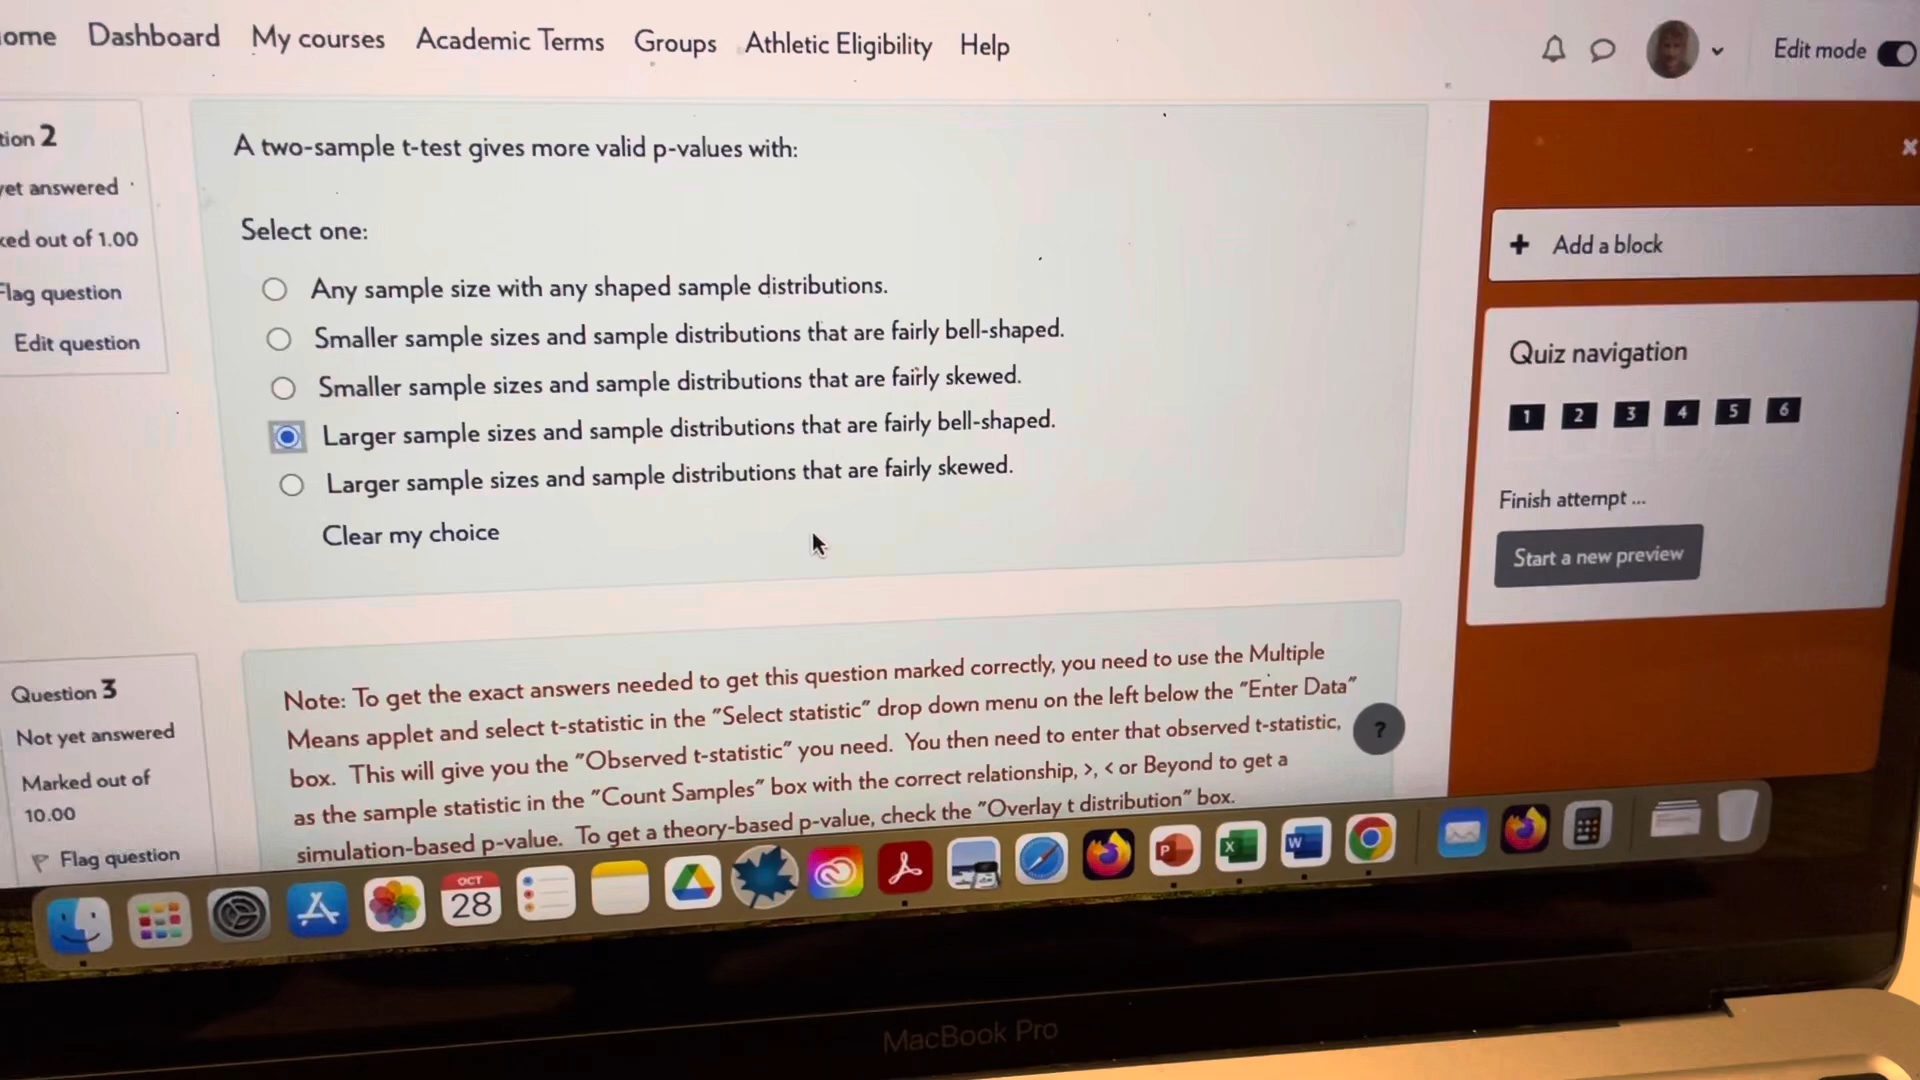 ome Dashboard My courses Academic Terms Groups Athletic Eligibility Help Edit mode
tion 2
yet answered
ked out of 1.00
Flag question
Edit question
A two-sample t-test gives more valid p-values with:
Select one:
Any sample size with any shaped sample distributions.
Smaller sample sizes and sample distributions that are fairly bell-shaped.
Smaller sample sizes and sample distributions that are fairly skewed.
Larger sample sizes and sample distributions that are fairly bell-shaped.
Larger sample sizes and sample distributions that are fairly skewed.
Clear my choice
+ Add a block
Quiz navigation
1 2 3 4 5 6
Finish attempt ...
Start a new preview
Question 3
Not yet answered
Marked out of
10.00
Flag question
Note: To get the exact answers needed to get this question marked correctly, you need to use the Multiple
Means applet and select t-statistic in the "Select statistic" drop down menu on the left below the "Enter Data"
box. This will give you the "Observed t-statistic" you need. You then need to enter that observed t-statistic,
as the sample statistic in the "Count Samples" box with the correct relationship, >, < or Beyond to get a
simulation-based p-value. To get a theory-based p-value, check the "Overlay t distribution" box.
?
OCT
28
P
X
W
MacBook Pro